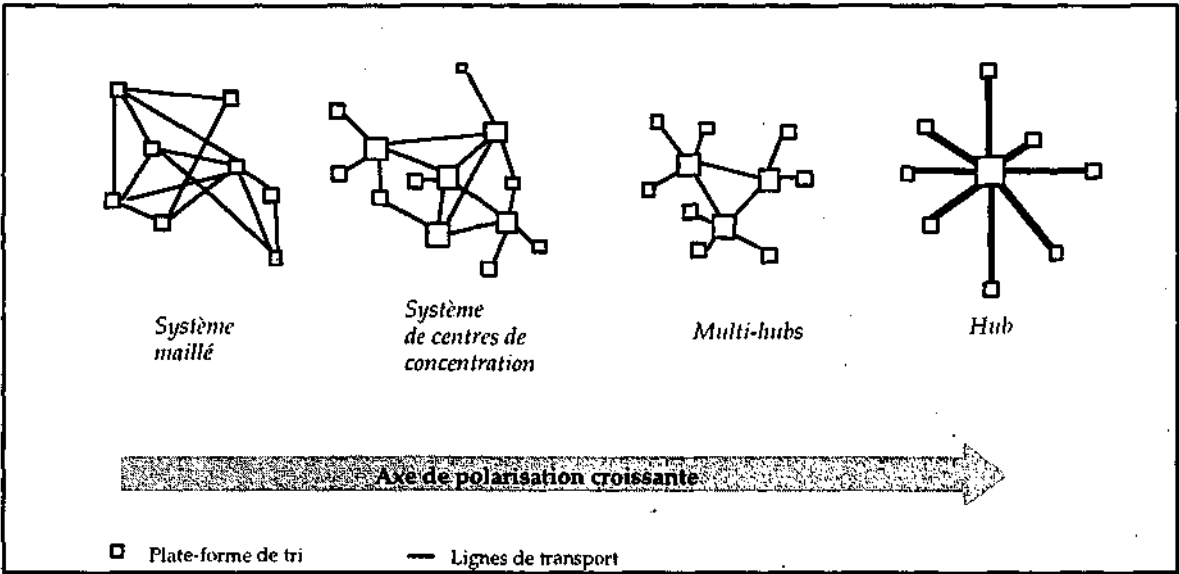 Système
maillé
Système
de centres de
concentration
Multi-hubs
Hub
Axe de polarisation croissante
Plate-forme de tri
Lignes de transport